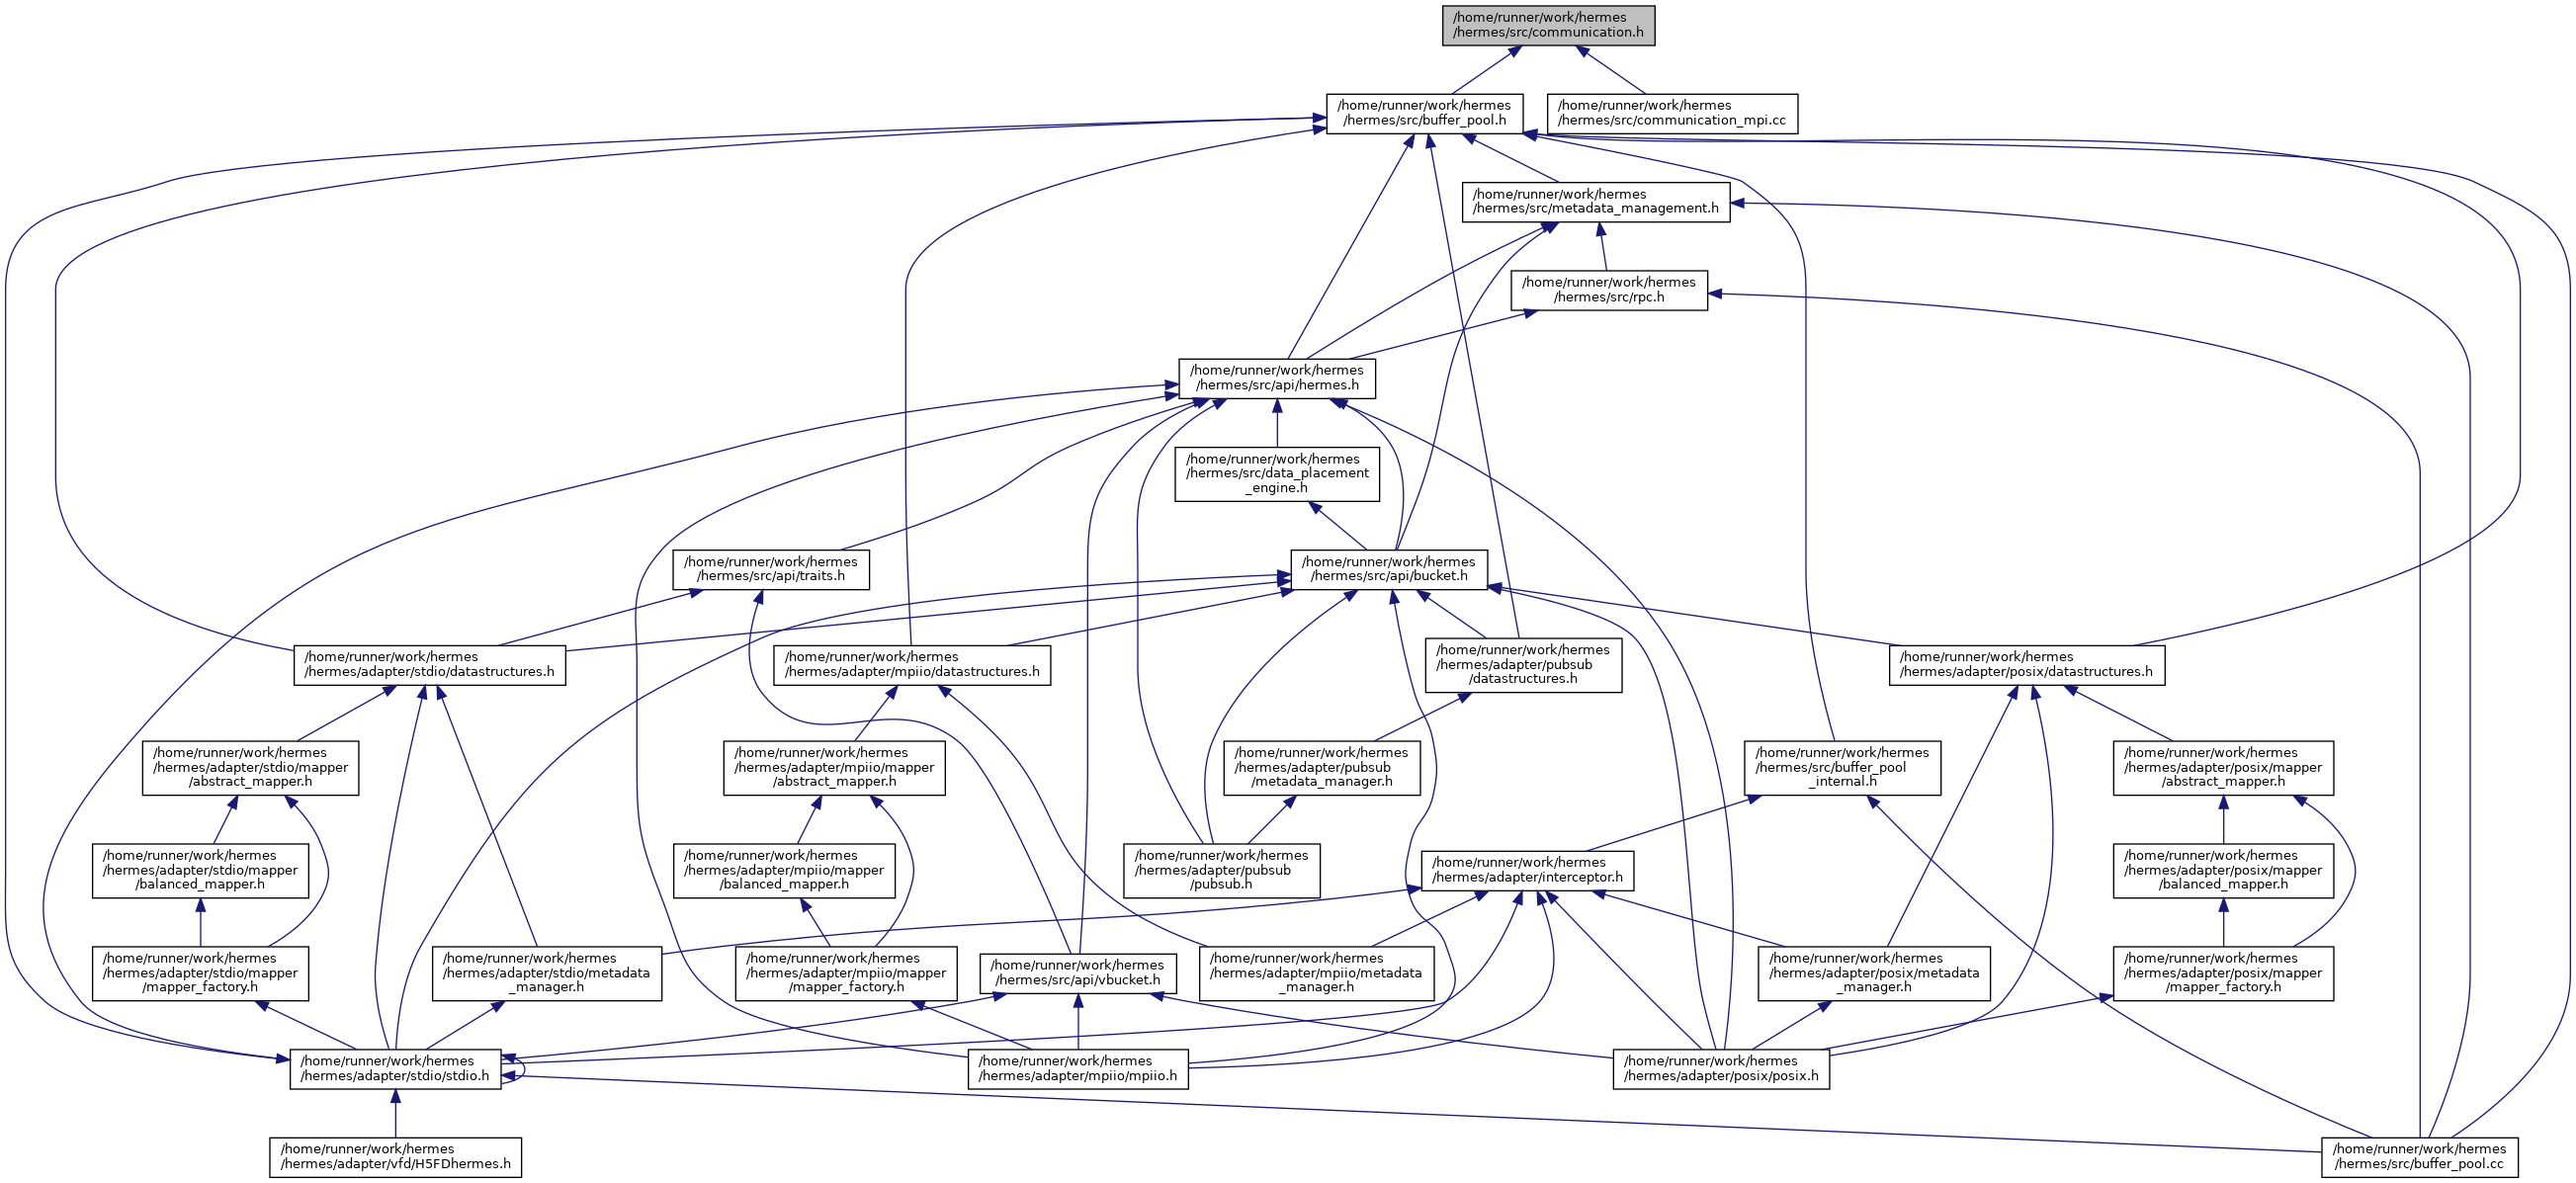 /home/runner/work/hermes
/hermes/src/communication.h
/home/runner/work/hermes
/hermes/src/buffer_pool.h
/home/runner/work/hermes
/hermes/src/communication_mpi.cc
/home/runner/work/hermes
/hermes/src/metadata_management.h
/home/runner/work/hermes
/hermes/src/rpc.h
/home/runner/work/hermes
/hermes/src/api/hermes.h
/home/runner/work/hermes
/hermes/src/data_placement
_engine.h
/home/runner/work/hermes
/hermes/src/api/traits.h
/home/runner/work/hermes
/hermes/src/api/bucket.h
/home/runner/work/hermes
/hermes/adapter/stdio/datastructures.h
/home/runner/work/hermes
/hermes/adapter/mpiio/datastructures.h
/home/runner/work/hermes
/hermes/adapter/pubsub
/datastructures.h
/home/runner/work/hermes
/hermes/adapter/posix/datastructures.h
/home/runner/work/hermes
/hermes/adapter/stdio/mapper
/abstract_mapper.h
/home/runner/work/hermes
/hermes/adapter/mpiio/mapper
/abstract_mapper.h
/home/runner/work/hermes
/hermes/adapter/pubsub
/metadata_manager.h
/home/runner/work/hermes
/hermes/src/buffer_pool
_internal.h
/home/runner/work/hermes
/hermes/adapter/posix/mapper
/abstract_mapper.h
/home/runner/work/hermes
/hermes/adapter/stdio/mapper
/balanced_mapper.h
/home/runner/work/hermes
/hermes/adapter/mpiio/mapper
/balanced_mapper.h
/home/runner/work/hermes
/hermes/adapter/pubsub
/pubsub.h
/home/runner/work/hermes
/hermes/adapter/interceptor.h
/home/runner/work/hermes
/hermes/adapter/posix/mapper
/balanced_mapper.h
/home/runner/work/hermes
/hermes/adapter/stdio/mapper
/mapper_factory.h
/home/runner/work/hermes
/hermes/adapter/stdio/metadata
_manager.h
/home/runner/work/hermes
/hermes/adapter/mpiio/mapper
/mapper_factory.h
/home/runner/work/hermes
/hermes/src/api/vbucket.h
/home/runner/work/hermes
/hermes/adapter/mpiio/metadata
_manager.h
/home/runner/work/hermes
/hermes/adapter/posix/metadata
_manager.h
/home/runner/work/hermes
/hermes/adapter/posix/mapper
/mapper_factory.h
/home/runner/work/hermes
/hermes/adapter/stdio/stdio.h
/home/runner/work/hermes
/hermes/adapter/mpiio/mpiio.h
/home/runner/work/hermes
/hermes/adapter/posix/posix.h
/home/runner/work/hermes
/hermes/adapter/vfd/H5FDhermes.h
/home/runner/work/hermes
/hermes/src/buffer_pool.cc